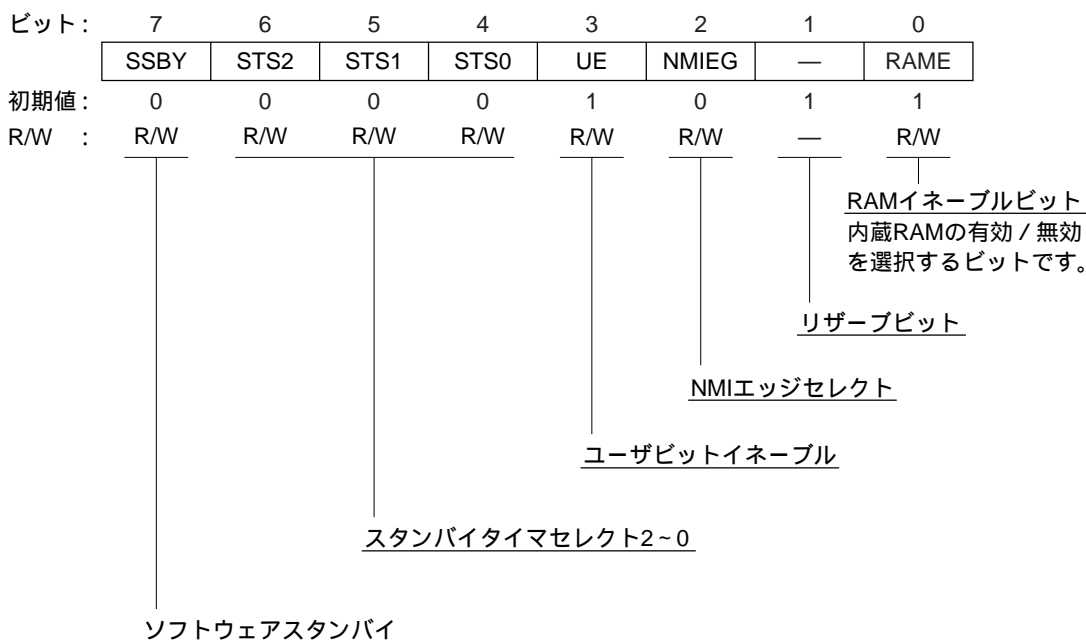 ビット : 7 6 5 4 3 2 1 0
SSBY STS2 STS1 STS0 UE NMIEG — RAME
初期値 : 0 0 0 0 1 0 1 1
R/W : R/W R/W R/W R/W R/W R/W — R/W
RAMイネーブルビット
内蔵RAMの有効 / 無効
を選択するビットです。
リザーブビット
NMIエッジセレクト
ユーザビットイネーブル
スタンバイタイマセレクト2~0
ソフトウェアスタンバイ